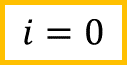 i = 0